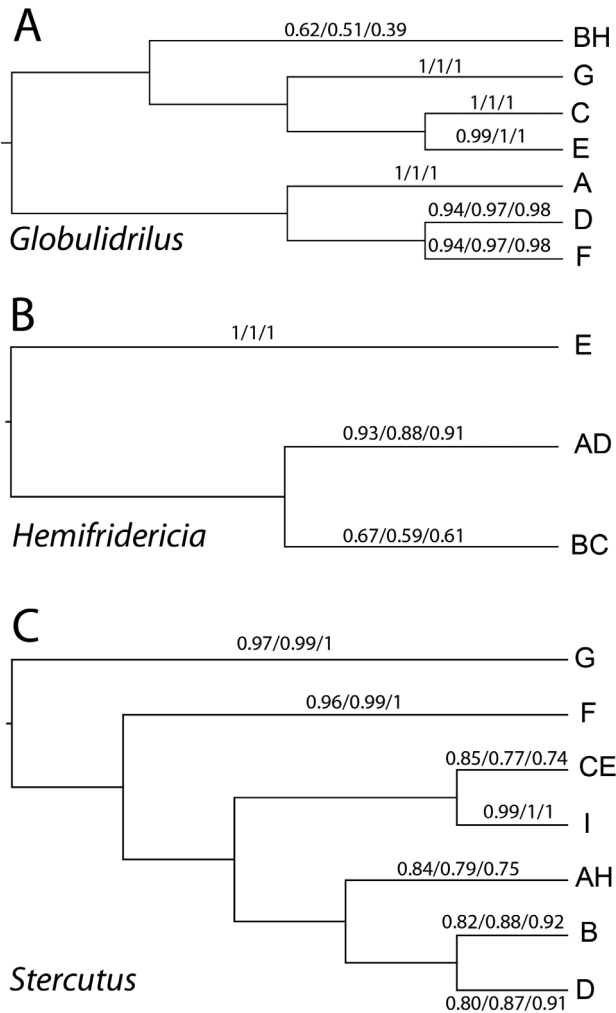 A
0.62/0.51/0.39 BH
1/1/1 G
1/1/1 C
0.99/1/1 E
1/1/1 A
0.94/0.97/0.98 D
0.94/0.97/0.98 F
Globulidrilus
B
1/1/1 E
0.93/0.88/0.91 AD
0.67/0.59/0.61 BC
Hemifridericia
C
0.97/0.99/1 G
0.96/0.99/1 F
0.85/0.77/0.74 CE
0.99/1/1 I
0.84/0.79/0.75 AH
0.82/0.88/0.92 B
0.80/0.87/0.91 D
Stercutus